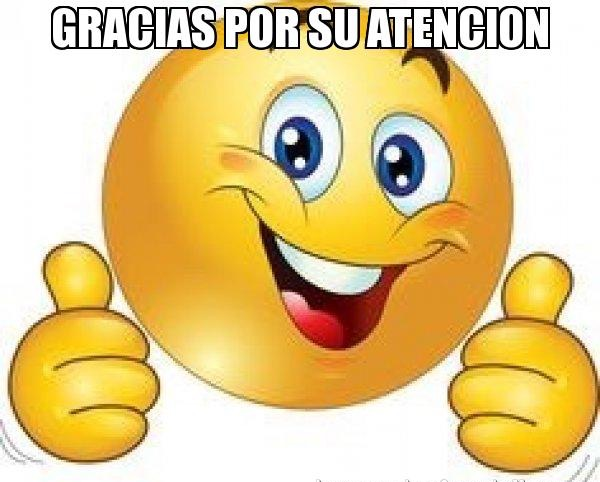 GRACIAS POR SU ATENCION